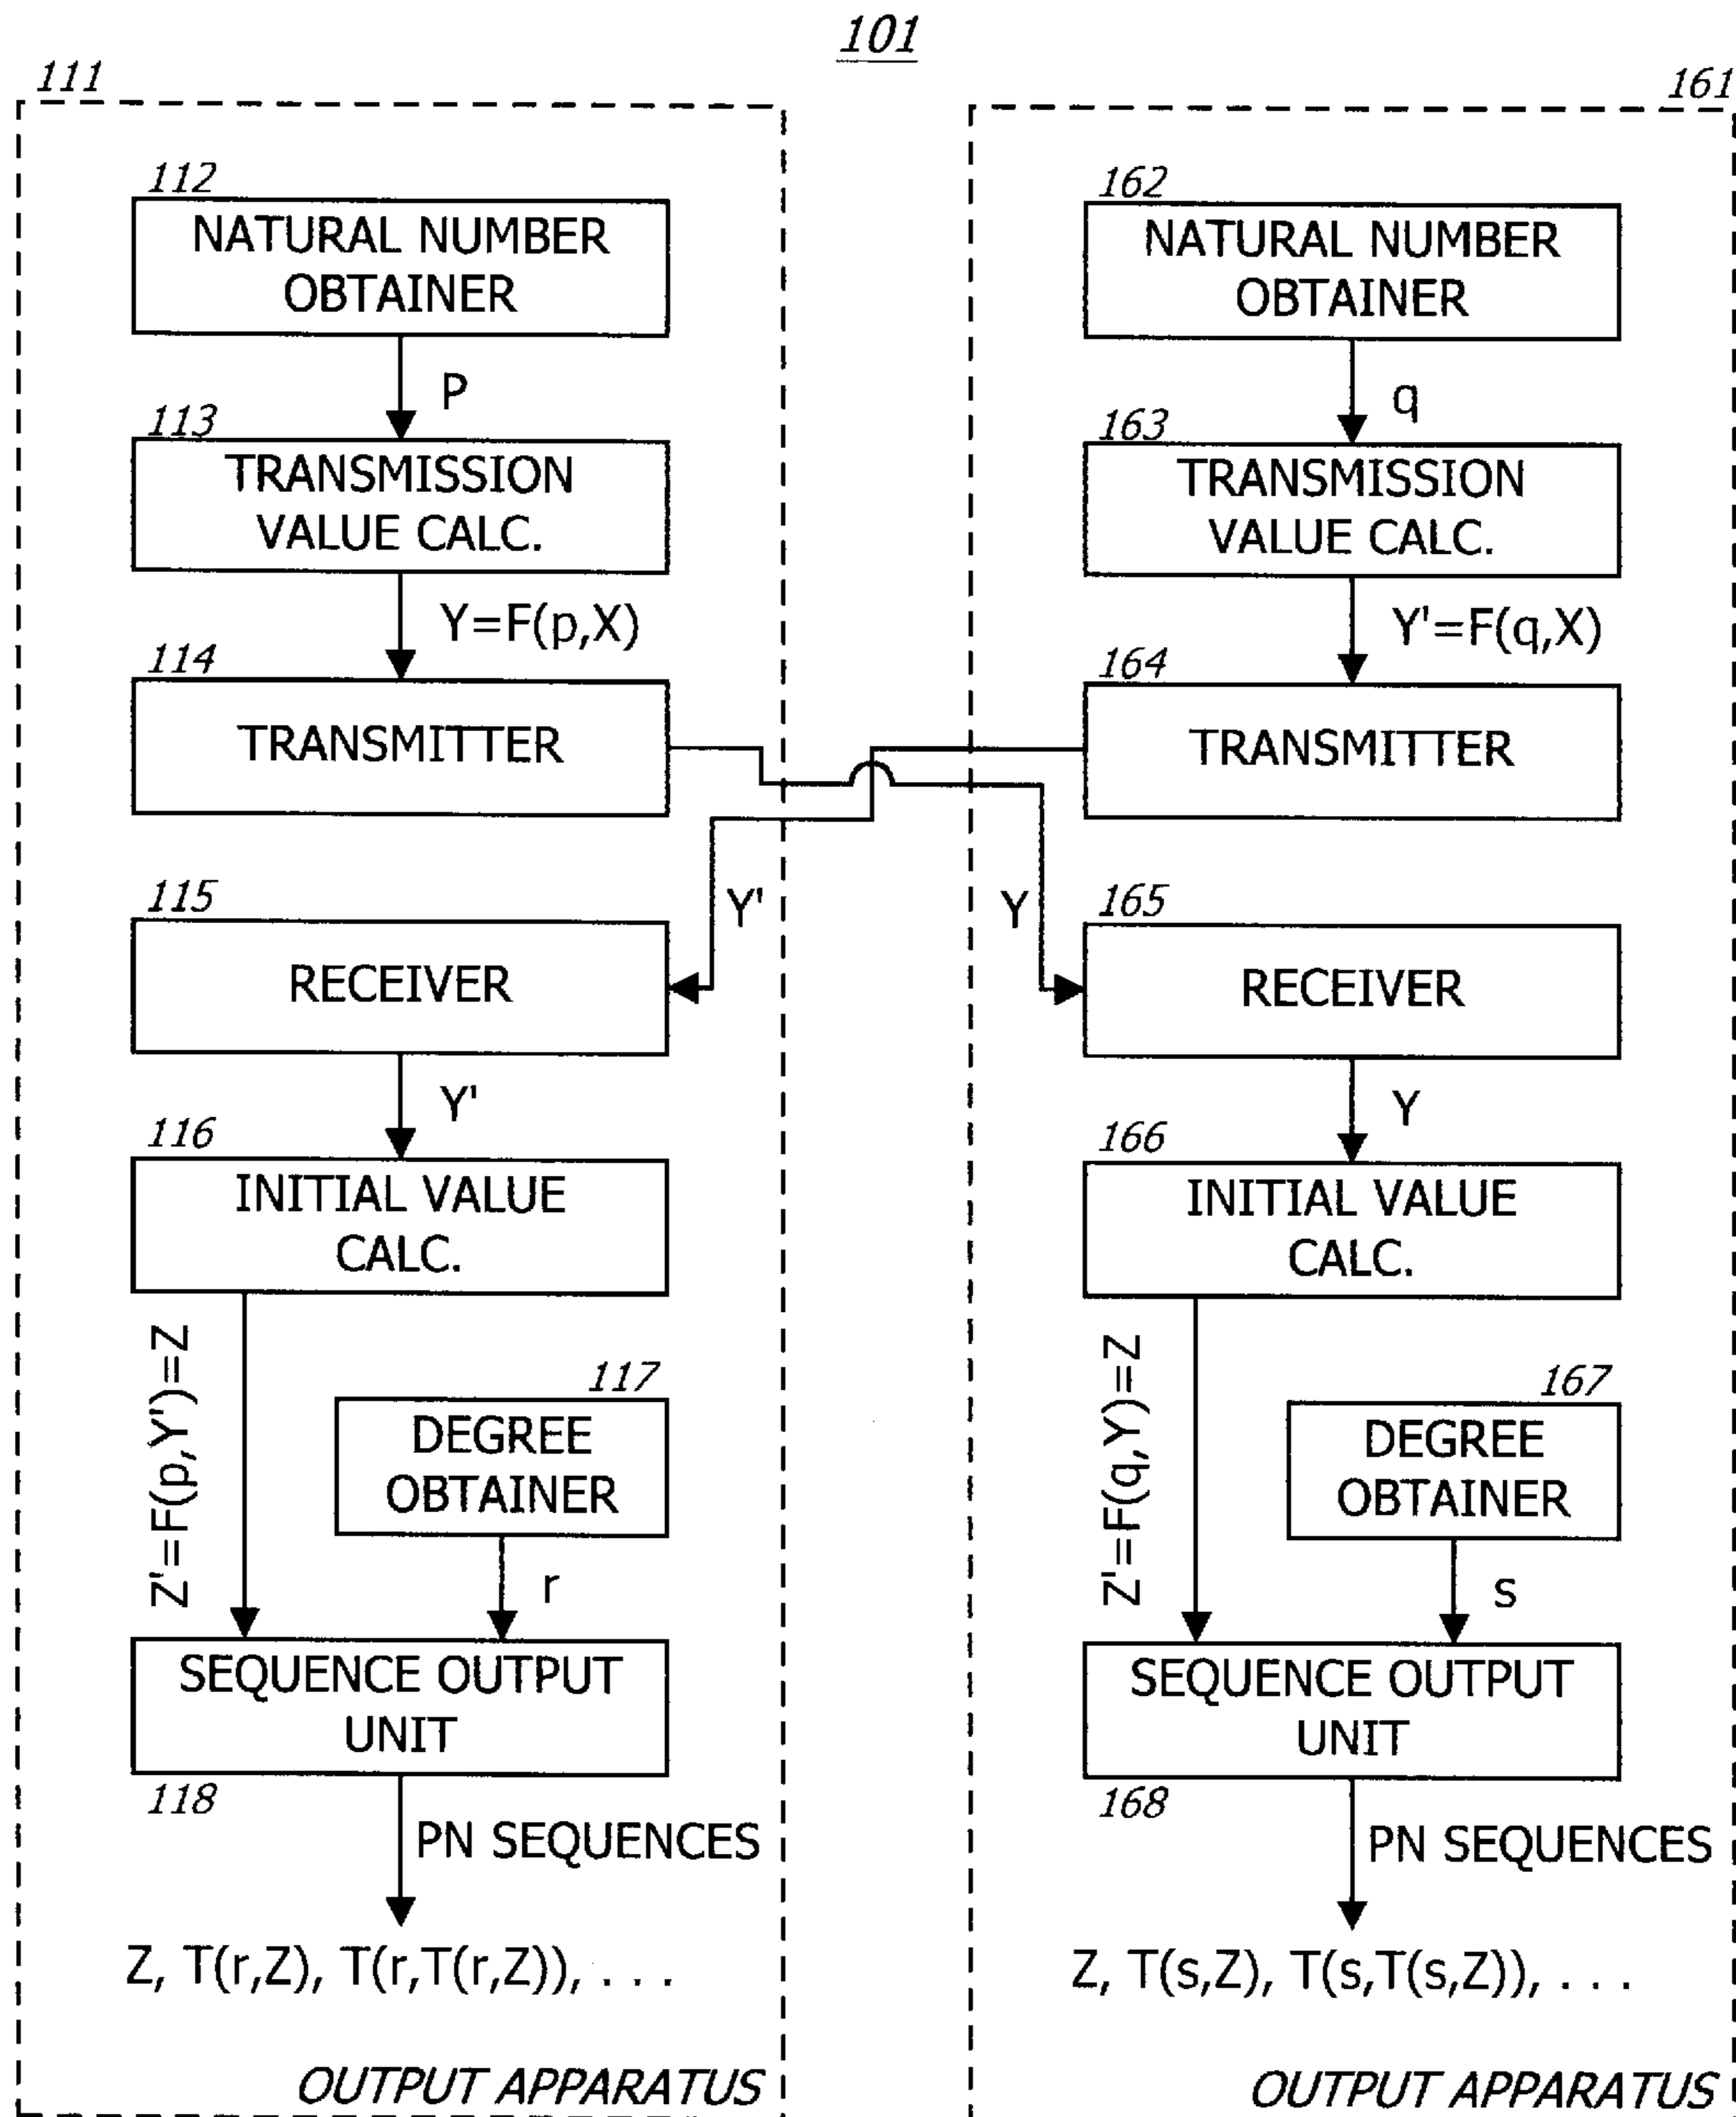 101
111
112
NATURAL NUMBER
OBTAINER
P
113
TRANSMISSION
VALUE CALC.
Y=F(p,X)
114
TRANSMITTER
Y'
115
RECEIVER
Y'
116
INITIAL VALUE
CALC.
Z'=F(p,Y')=Z
117
DEGREE
OBTAINER
r
SEQUENCE OUTPUT
UNIT
118
PN SEQUENCES
Z, T(r,Z), T(r,T(r,Z)), . . .
OUTPUT APPARATUS
161
162
NATURAL NUMBER
OBTAINER
q
163
TRANSMISSION
VALUE CALC.
Y'=F(q,X)
164
TRANSMITTER
Y
165
RECEIVER
Y
166
INITIAL VALUE
CALC.
Z'=F(q,Y)=Z
167
DEGREE
OBTAINER
s
SEQUENCE OUTPUT
UNIT
168
PN SEQUENCES
Z, T(s,Z), T(s,T(s,Z)), . . .
OUTPUT APPARATUS